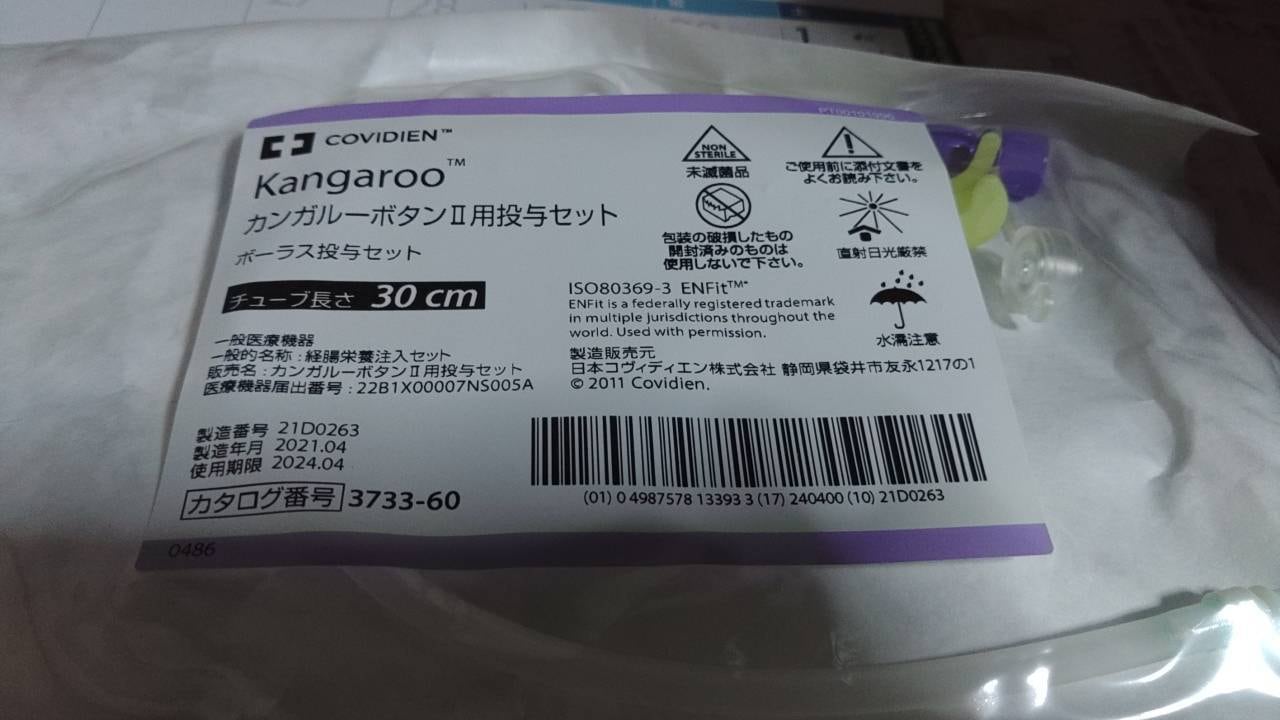 PT00191996
COVIDIEN™
Kangaroo™
カンガルーボタンⅡ用投与セット
ボーラス投与セット
チューブ長さ 30 cm
NON
STERILE
未滅菌品
ご使用前に添付文書を
よくお読み下さい。
包装の破損したもの
開封済みのものは
使用しないで下さい。
直射日光厳禁
水濡注意
一般医療機器
一般的名称：経腸栄養注入セット
販売名：カンガルーボタンⅡ用投与セット
医療機器届出番号：22B1X00007NS005A
ISO80369-3 ENFit™*
ENFit is a federally registered trademark
in multiple jurisdictions throughout the
world. Used with permission.
製造販売元
日本コヴィディエン株式会社 静岡県袋井市友永1217の1
© 2011 Covidien.
製造番号 21D0263
製造年月 2021.04
使用期限 2024.04
カタログ番号 3733-60
(01) 0 4987578 13393 3 (17) 240400 (10) 21D0263
0486